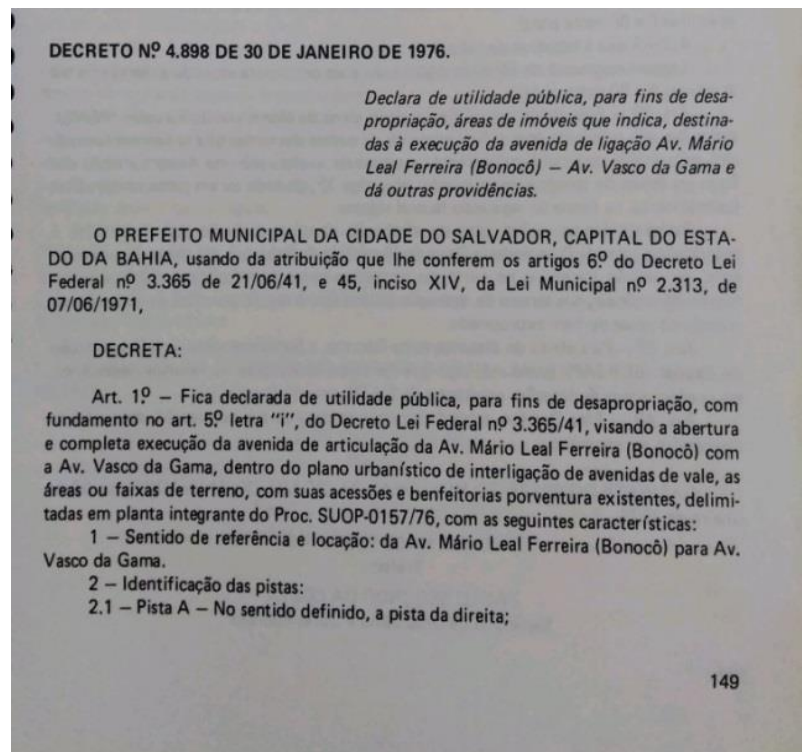 DECRETO Nº 4.898 DE 30 DE JANEIRO DE 1976.
Declara de utilidade pública, para fins de desa-
propriação, áreas de imóveis que indica, destina-
das à execução da avenida de ligação Av. Mário
Leal Ferreira (Bonocô) — Av. Vasco da Gama e
dá outras providências.
O PREFEITO MUNICIPAL DA CIDADE DO SALVADOR, CAPITAL DO ESTA-
DO DA BAHIA, usando da atribuição que lhe conferem os artigos 6º do Decreto Lei
Federal nº 3.365 de 21/06/41, e 45, inciso XIV, da Lei Municipal nº 2.313, de
07/06/1971,
DECRETA:
Art. 1º — Fica declarada de utilidade pública, para fins de desapropriação, com
fundamento no art. 5º letra "i", do Decreto Lei Federal nº 3.365/41, visando a abertura
e completa execução da avenida de articulação da Av. Mário Leal Ferreira (Bonocô) com
a Av. Vasco da Gama, dentro do plano urbanístico de interligação de avenidas de vale, as
áreas ou faixas de terreno, com suas acessões e benfeitorias porventura existentes, delimi-
tadas em planta integrante do Proc. SUOP-0157/76, com as seguintes características:
1 — Sentido de referência e locação: da Av. Mário Leal Ferreira (Bonocô) para Av.
Vasco da Gama.
2 — Identificação das pistas:
2.1 — Pista A — No sentido definido, a pista da direita;
149